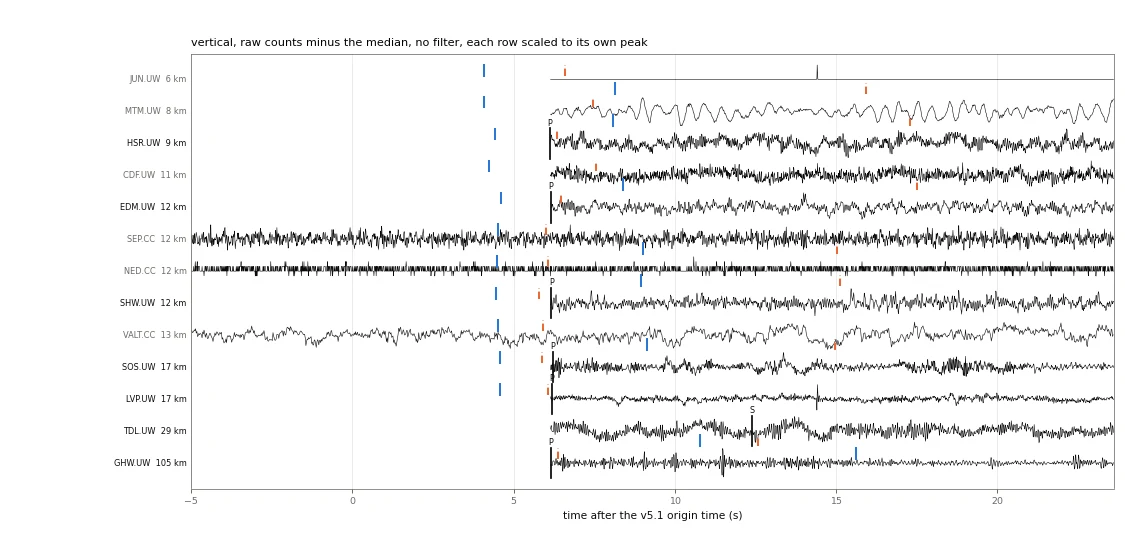 vertical, raw counts minus the median, no filter, each row scaled to its own peak
JUN.UW 6 km
MTM.UW 8 km
P
HSR.UW 9 km
CDF.UW 11 km
P
EDM.UW 12 km
SEP.CC 12 km
NED.CC 12 km
P
SHW.UW 12 km
VALT.CC 13 km
P
SOS.UW 17 km
LVP.UW 17 km
S
TDL.UW 29 km
P
GHW.UW 105 km
−5 0 5 10 15 20
time after the v5.1 origin time (s)